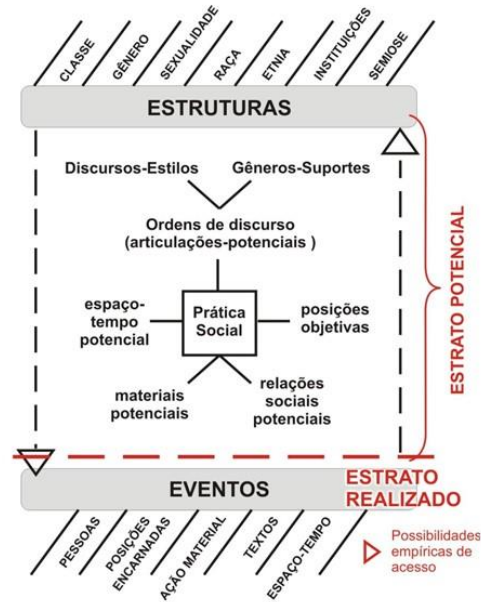 CLASSE
GÊNERO
SEXUALIDADE
RAÇA
ETNIA
INSTITUIÇÕES
SEMIOSE
ESTRUTURAS
Discursos-Estilos
Gêneros-Suportes
Ordens de discurso
(articulações-potenciais )
espaço-
tempo
potencial
Prática
Social
posições
objetivas
materiais
potenciais
relações
sociais
potenciais
ESTRATO POTENCIAL
EVENTOS
ESTRATO
REALIZADO
PESSOAS
POSIÇÕES
ENCARNADAS
AÇÃO MATERIAL
TEXTOS
ESPAÇO-TEMPO
Possibilidades
empíricas de
acesso